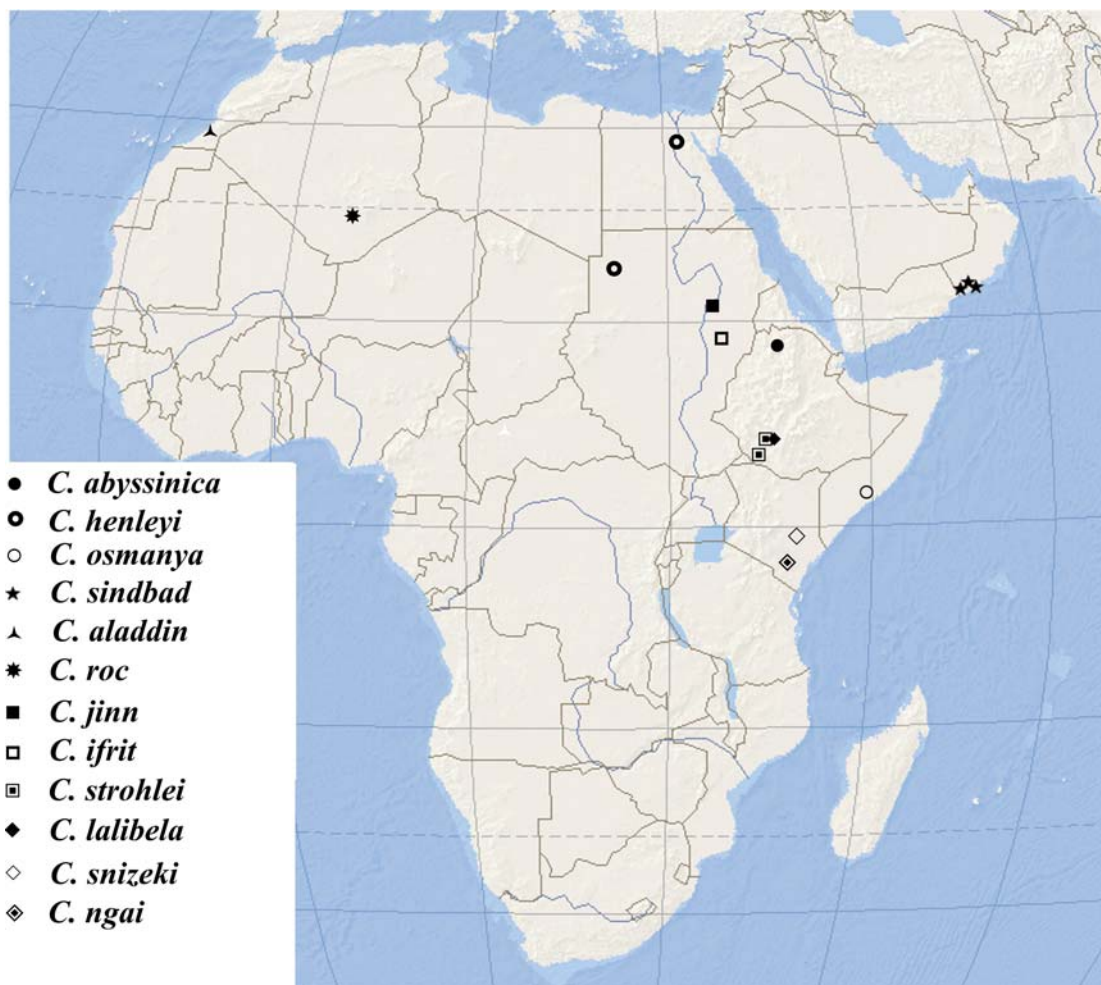 C. abyssinica
C. henleyi
C. osmanya
C. sindbad
C. aladdin
C. roc
C. jinn
C. ifrit
C. strohlei
C. lalibela
C. snizeki
C. ngai